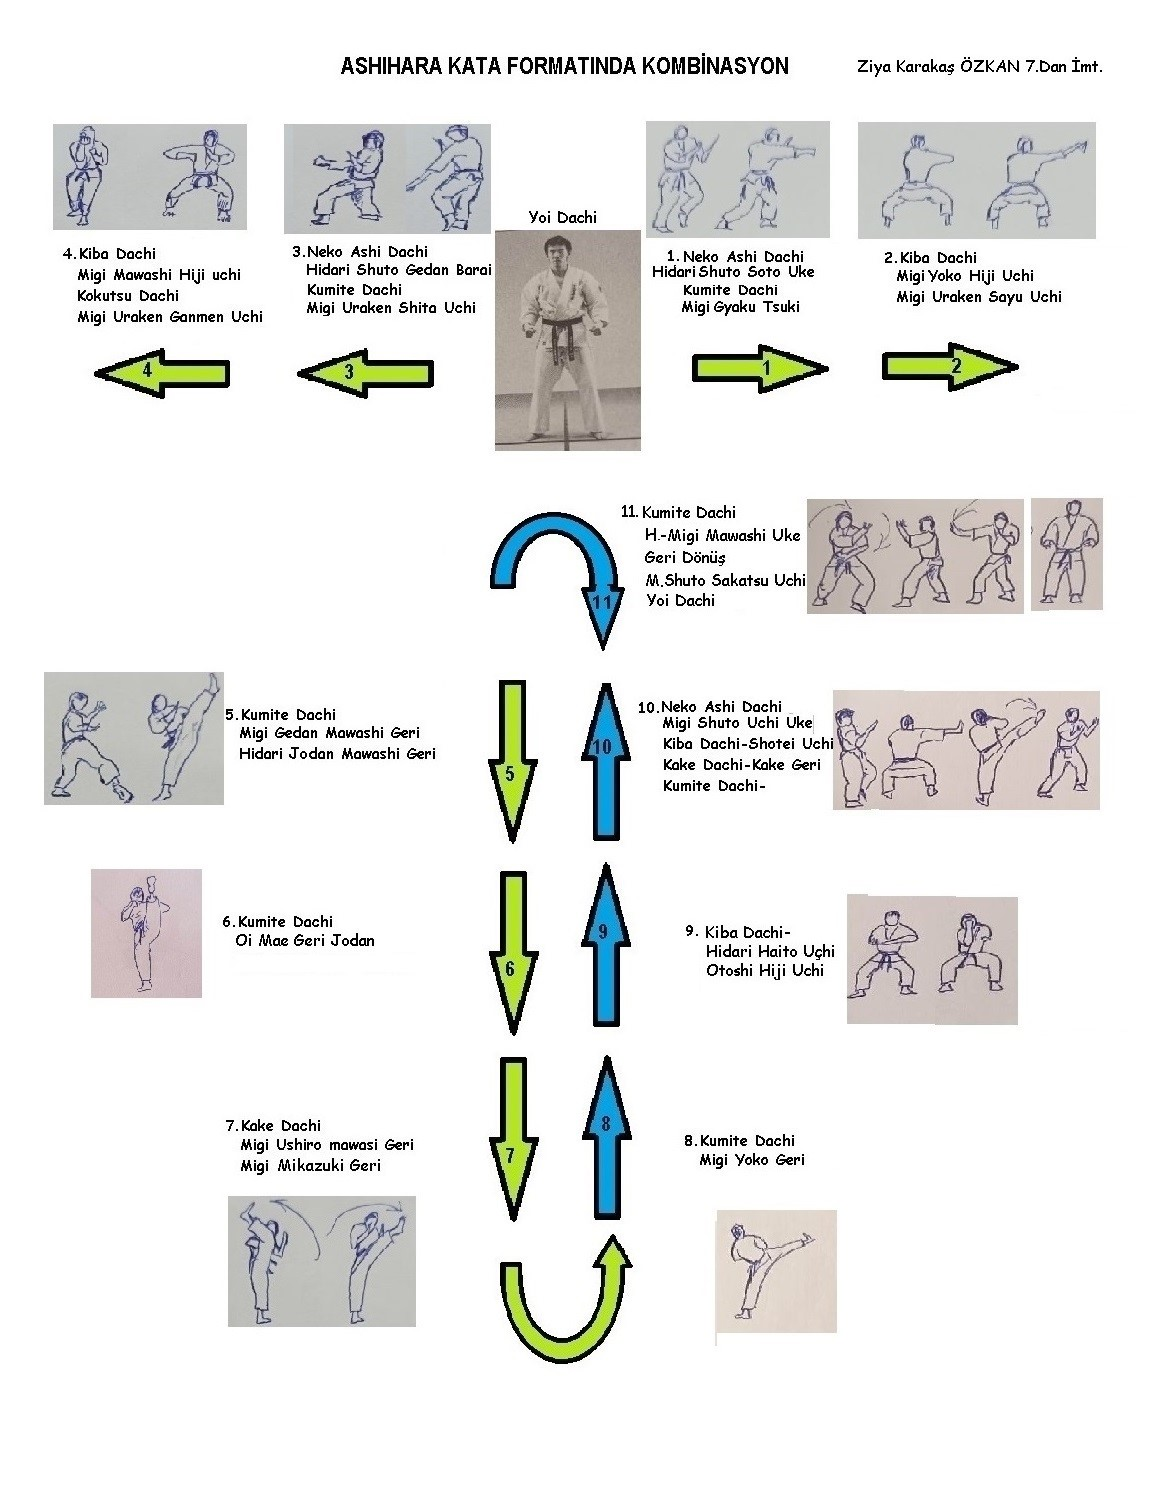 ASHIHARA KATA FORMATINDA KOMBİNASYON
Ziya Karakaş ÖZKAN 7.Dan İmt.
Yoi Dachi
4.Kiba Dachi
Migi Mawashi Hiji uchi
Kokutsu Dachi
Migi Uraken Ganmen Uchi
3.Neko Ashi Dachi
Hidari Shuto Gedan Barai
Kumite Dachi
Migi Uraken Shita Uchi
1. Neko Ashi Dachi
Hidari Shuto Soto Uke
Kumite Dachi
Migi Gyaku Tsuki
2.Kiba Dachi
Migi Yoko Hiji Uchi
Migi Uraken Sayu Uchi
4
3
1
2
11. Kumite Dachi
H.-Migi Mawashi Uke
Geri Dönüş
M.Shuto Sakatsu Uchi
Yoi Dachi
11
5.Kumite Dachi
Migi Gedan Mawashi Geri
Hidari Jodan Mawashi Geri
5
10
10.Neko Ashi Dachi
Migi Shuto Uchi Uke
Kiba Dachi-Shotei Uchi
Kake Dachi-Kake Geri
Kumite Dachi-
6.Kumite Dachi
Oi Mae Geri Jodan
6
9
9. Kiba Dachi-
Hidari Haito Uçhi
Otoshi Hiji Uchi
7.Kake Dachi
Migi Ushiro mawasi Geri
Migi Mikazuki Geri
7
8
8.Kumite Dachi
Migi Yoko Geri